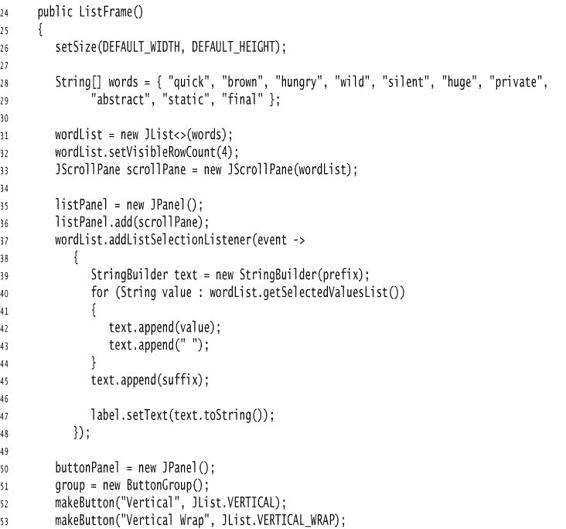 24 public ListFrame()
25 {
26 setSize(DEFAULT_WIDTH, DEFAULT_HEIGHT);
27
28 String[] words = { "quick", "brown", "hungry", "wild", "silent", "huge", "private",
29 "abstract", "static", "final" };
30
31 wordList = new JList<>(words);
32 wordList.setVisibleRowCount(4);
33 JScrollPane scrollPane = new JScrollPane(wordList);
34
35 listPanel = new JPanel();
36 listPanel.add(scrollPane);
37 wordList.addListSelectionListener(event ->
38 {
39 StringBuilder text = new StringBuilder(prefix);
40 for (String value : wordList.getSelectedValuesList())
41 {
42 text.append(value);
43 text.append(" ");
44 }
45 text.append(suffix);
46
47 label.setText(text.toString());
48 });
49
50 buttonPanel = new JPanel();
51 group = new ButtonGroup();
52 makeButton("Vertical", JList.VERTICAL);
53 makeButton("Vertical Wrap", JList.VERTICAL_WRAP);